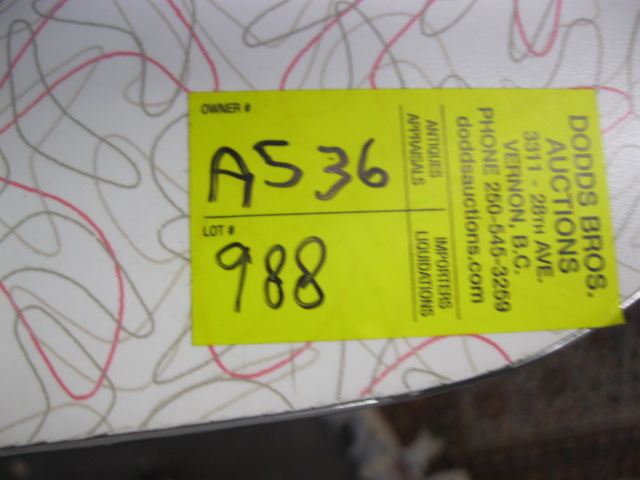 DODDS BROS.
AUCTIONS
3311 - 28TH AVE.
VERNON, B.C.
PHONE 250-545-3259
doddsauctions.com
ANTIQUES
APPRAISALS
IMPORTERS
LIQUIDATIONS
OWNER #
A536
LOT #
988